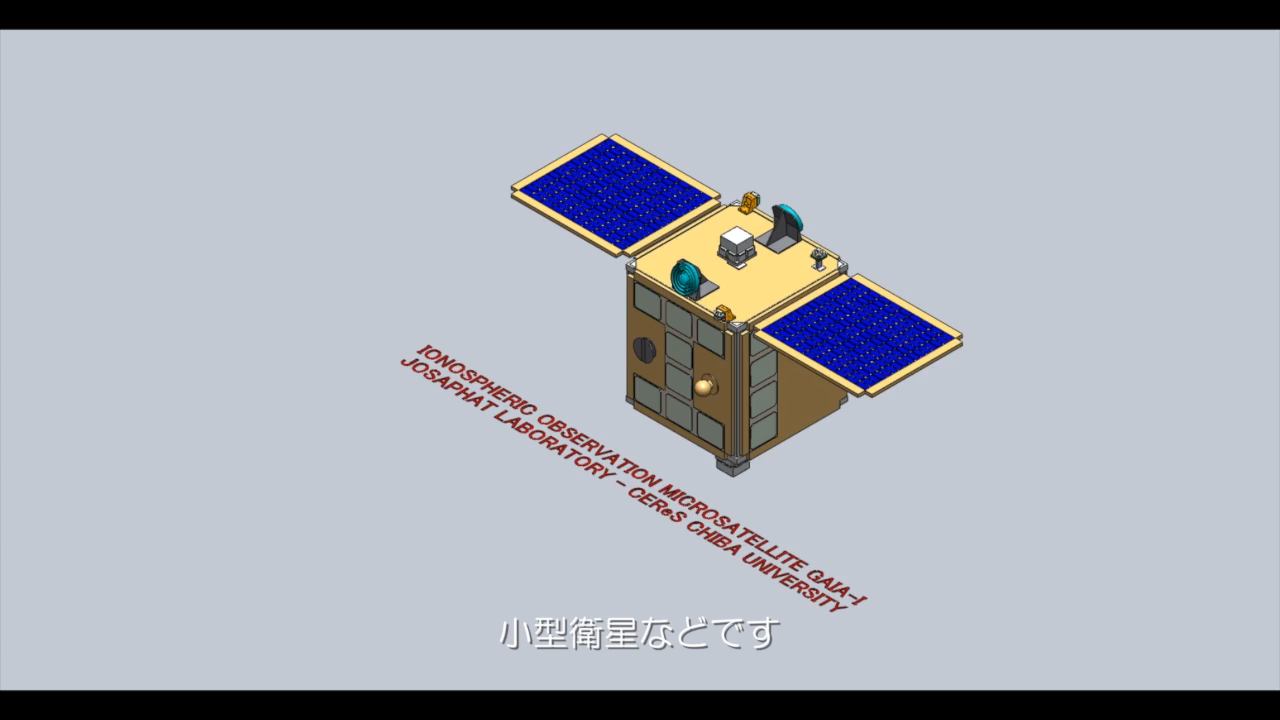 IONOSPHERIC OBSERVATION MICROSATELLITE GAIA-I
JOSAPHAT LABORATORY - CEReS CHIBA UNIVERSITY
小型衛星などです